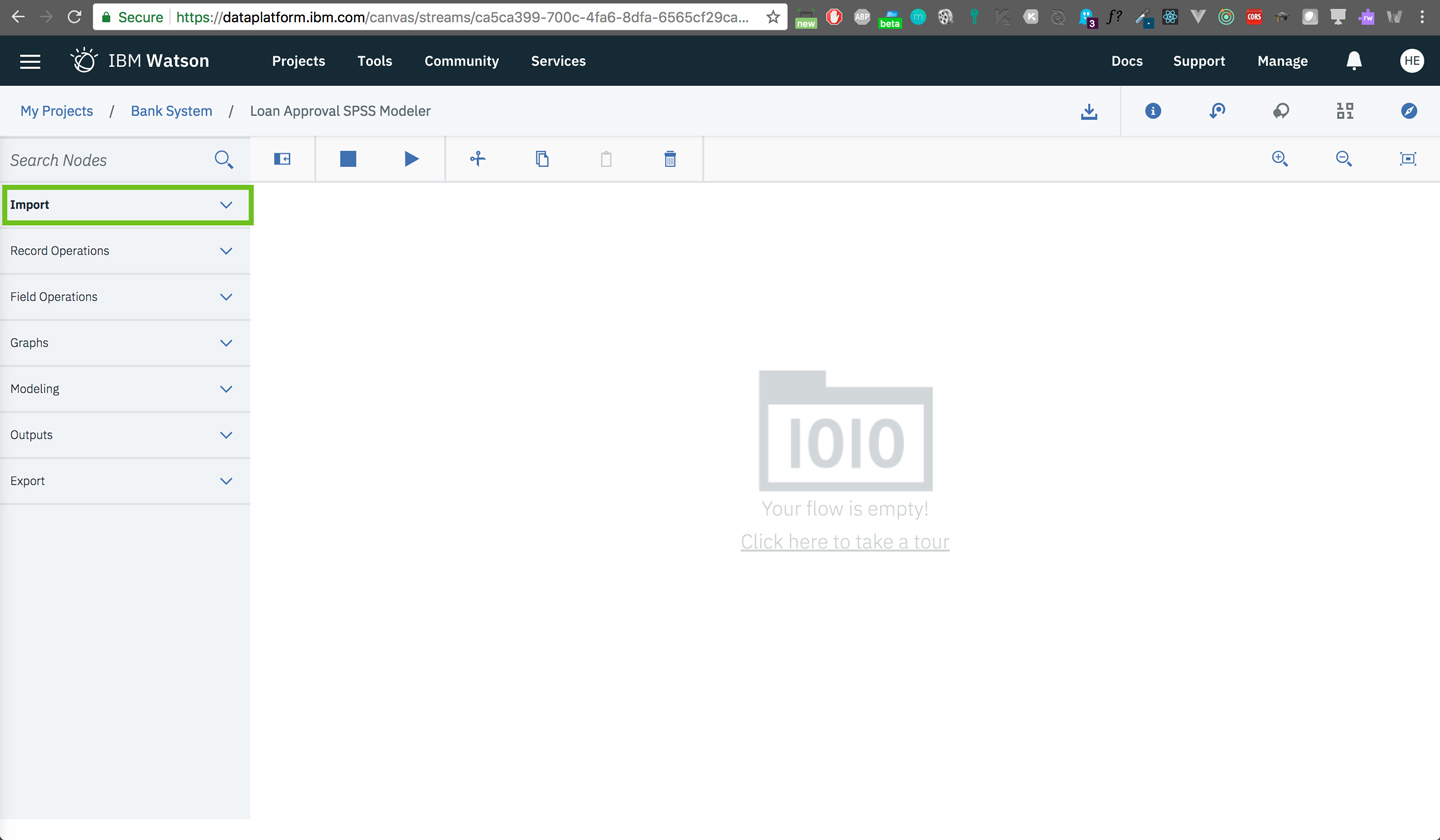 Secure https://dataplatform.ibm.com/canvas/streams/ca5ca399-700c-4fa6-8dfa-6565cf29ca...
new ABP beta m K 3 f? CORS rw
IBM Watson Projects Tools Community Services Docs Support Manage HE
My Projects / Bank System / Loan Approval SPSS Modeler
Search Nodes
Import
Record Operations
Field Operations
Graphs
Modeling
Outputs
Export
IOIO
Your flow is empty!
Click here to take a tour